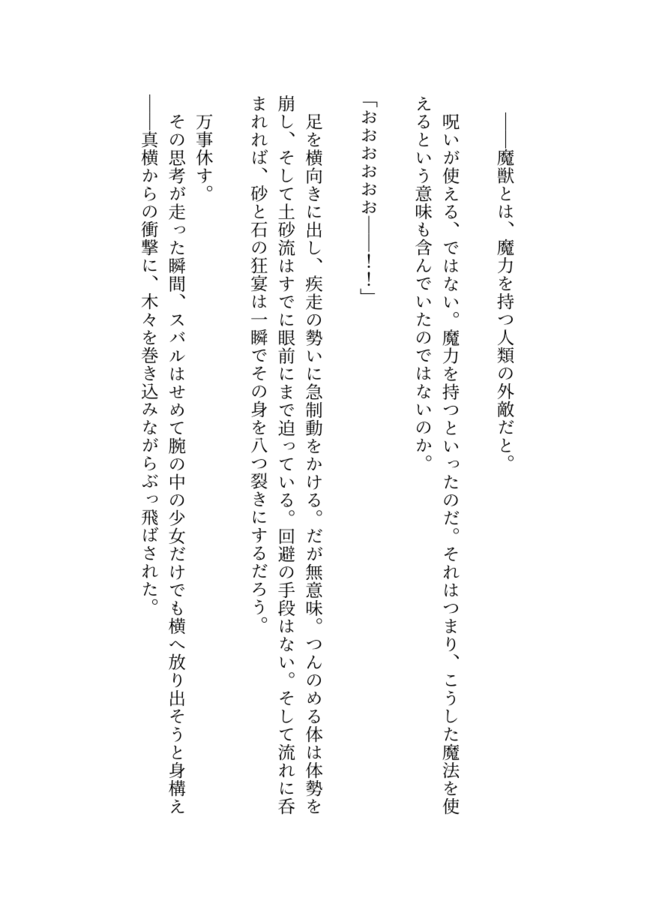 ――魔獣とは、魔力を持つ人類の外敵だと。
呪いが使える、ではない。魔力を持つといったのだ。それはつまり、こうした魔法を使
えるという意味も含んでいたのではないのか。
「おおおおおお――！！」
足を横向きに出し、疾走の勢いに急制動をかける。だが無意味。つんのめる体は体勢を
崩し、そして土砂流はすでに眼前にまで迫っている。回避の手段はない。そして流れに呑
まれれば、砂と石の狂宴は一瞬でその身を八つ裂きにするだろう。
万事休す。
その思考が走った瞬間、スバルはせめて腕の中の少女だけでも横へ放り出そうと身構え
――真横からの衝撃に、木々を巻き込みながらぶっ飛ばされた。